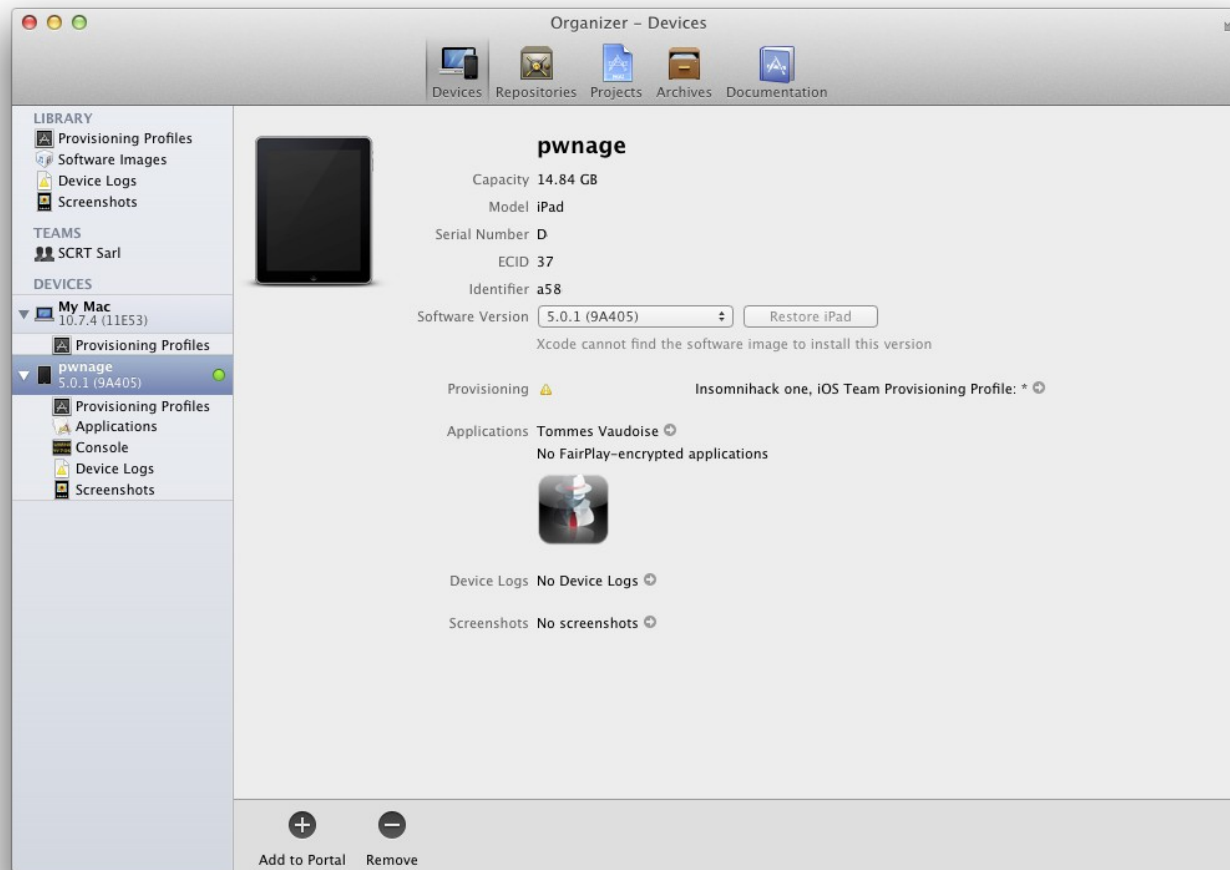 Organizer – Devices
Devices Repositories Projects Archives Documentation
LIBRARY
Provisioning Profiles
Software Images
Device Logs
Screenshots
TEAMS
SCRT Sarl
DEVICES
My Mac
10.7.4 (11E53)
Provisioning Profiles
pwnage
5.0.1 (9A405)
Provisioning Profiles
Applications
Console
Device Logs
Screenshots
pwnage
Capacity 14.84 GB
Model iPad
Serial Number D
ECID 37
Identifier a58
Software Version 5.0.1 (9A405) Restore iPad
Xcode cannot find the software image to install this version
Provisioning Insomnihack one, iOS Team Provisioning Profile: *
Applications Tommes Vaudoise
No FairPlay-encrypted applications
Device Logs No Device Logs
Screenshots No screenshots
Add to Portal Remove